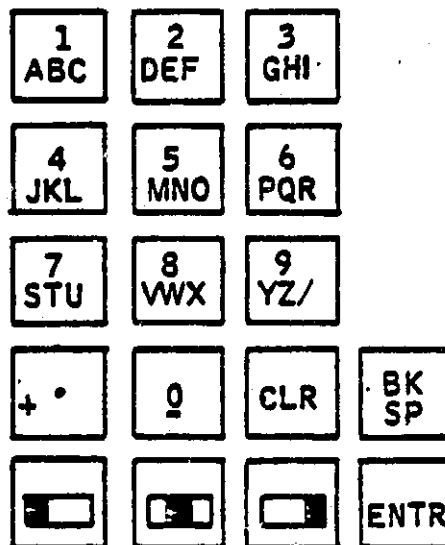 1 2 3
ABC DEF GHI
4 5 6
JKL MNO PQR
7 8 9
STU VWX YZ/
+ • 0 CLR BK SP
ENTR